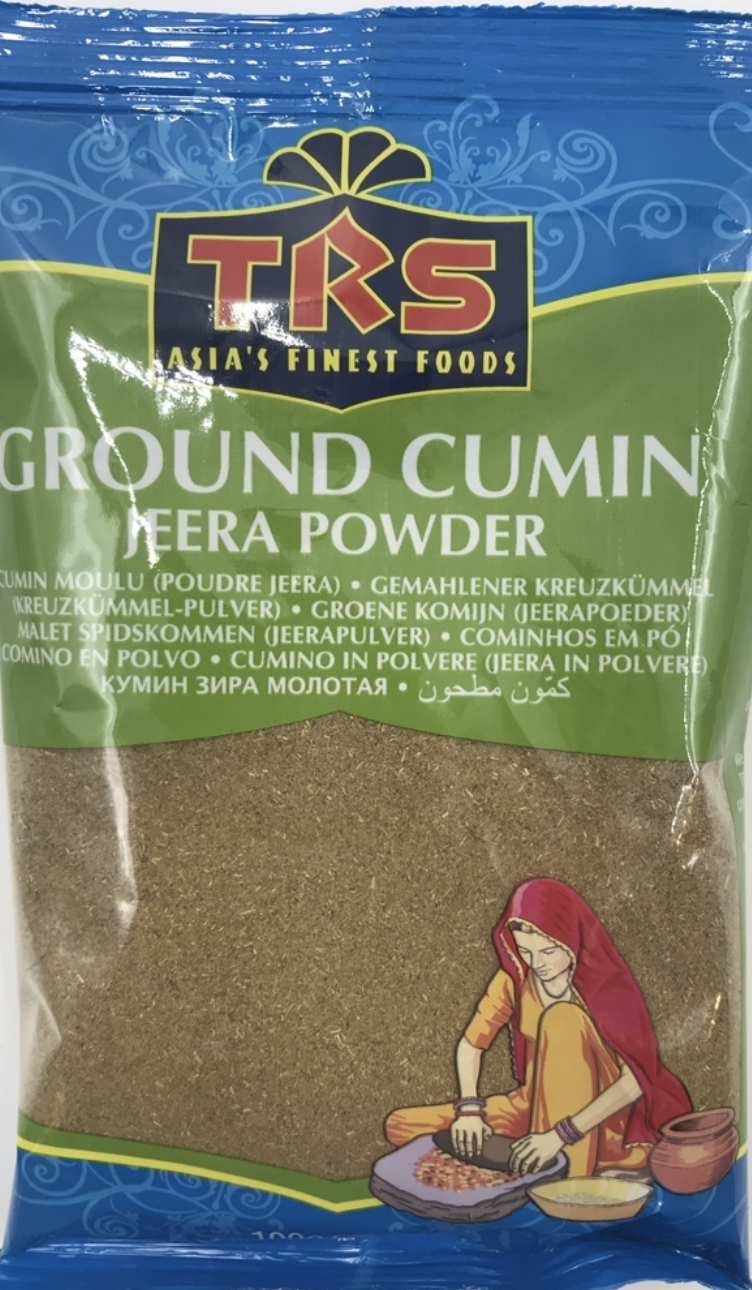 TRS
ASIA'S FINEST FOODS
GROUND CUMIN
JEERA POWDER
CUMIN MOULU (POUDRE JEERA) • GEMAHLENER KREUZKÜMMEL
(KREUZKÜMMEL-PULVER) • GROENE KOMIJN (JEERAPOEDER)
MALET SPIDSKOMMEN (JEERAPULVER) • COMINHOS EM PÓ
COMINO EN POLVO • CUMINO IN POLVERE (JEERA IN POLVERE)
КУМИН ЗИРА МОЛОТАЯ • كمّون مطحون